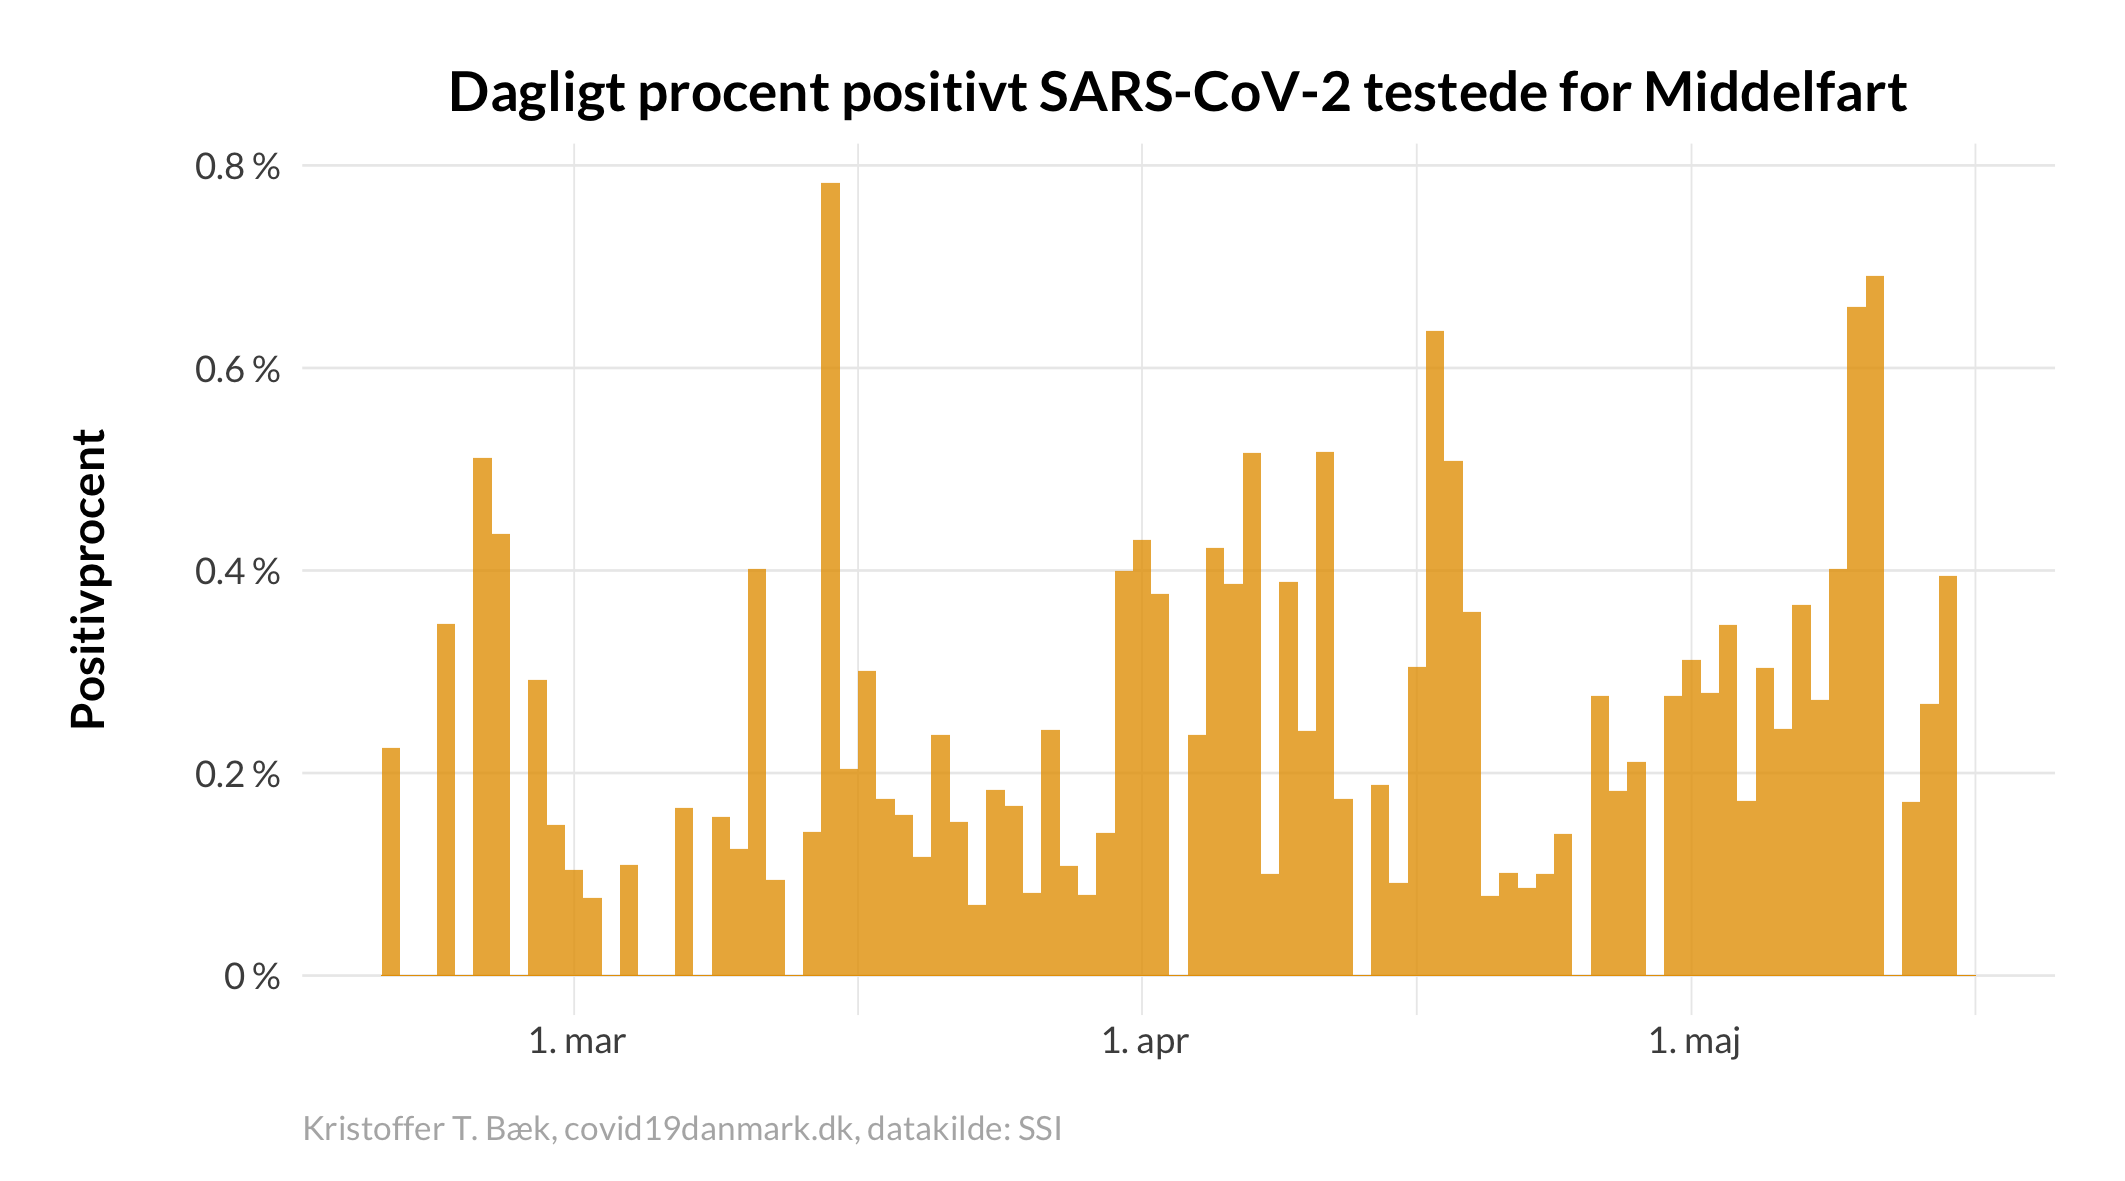 Dagligt procent positivt SARS-CoV-2 testede for Middelfart
Positivprocent
0.8 %
0.6 %
0.4 %
0.2 %
0 %
1. mar
1. apr
1. maj
Kristoffer T. Bæk, covid19danmark.dk, datakilde: SSI